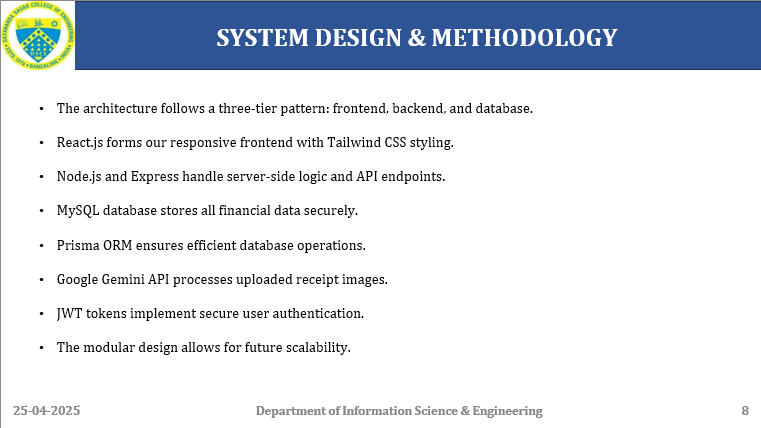 DAYANANDA SAGAR COLLEGE OF ENGINEERING
DSCE
SYSTEM DESIGN & METHODOLOGY
• The architecture follows a three-tier pattern: frontend, backend, and database.
• React.js forms our responsive frontend with Tailwind CSS styling.
• Node.js and Express handle server-side logic and API endpoints.
• MySQL database stores all financial data securely.
• Prisma ORM ensures efficient database operations.
• Google Gemini API processes uploaded receipt images.
• JWT tokens implement secure user authentication.
• The modular design allows for future scalability.
25-04-2025
Department of Information Science & Engineering
8